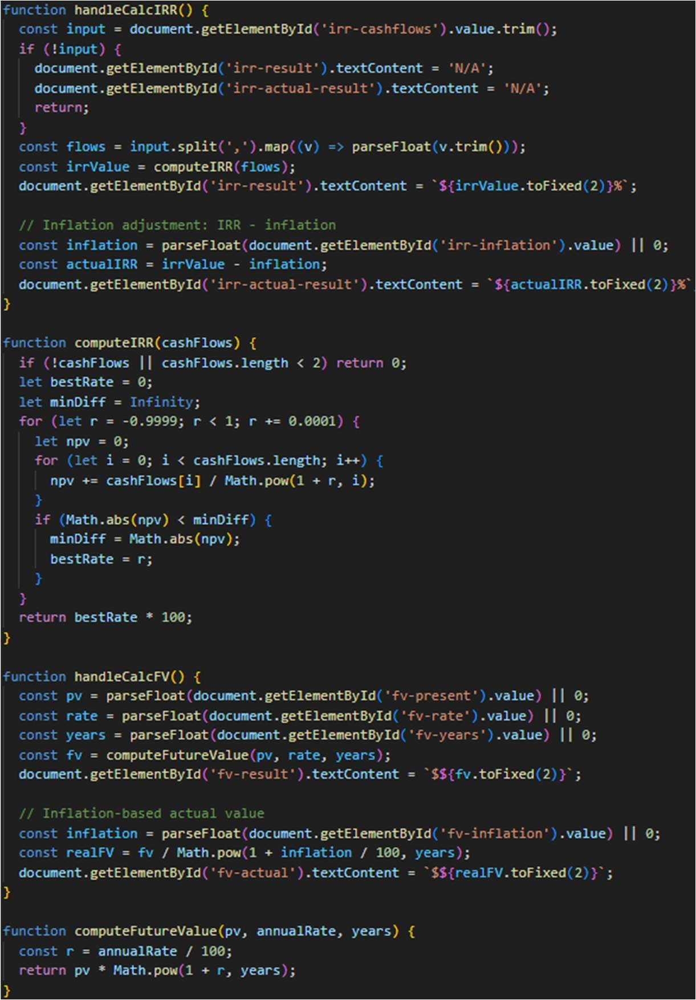 function handleCalcIRR() {
  const input = document.getElementById('irr-cashflows').value.trim();
  if (!input) {
    document.getElementById('irr-result').textContent = 'N/A';
    document.getElementById('irr-actual-result').textContent = 'N/A';
    return;
  }
  const flows = input.split(',').map((v) => parseFloat(v.trim()));
  const irrValue = computeIRR(flows);
  document.getElementById('irr-result').textContent = `${irrValue.toFixed(2)}%`;

  // Inflation adjustment: IRR - inflation
  const inflation = parseFloat(document.getElementById('irr-inflation').value) || 0;
  const actualIRR = irrValue - inflation;
  document.getElementById('irr-actual-result').textContent = `${actualIRR.toFixed(2)}%`
}

function computeIRR(cashFlows) {
  if (!cashFlows || cashFlows.length < 2) return 0;
  let bestRate = 0;
  let minDiff = Infinity;
  for (let r = -0.9999; r < 1; r += 0.0001) {
    let npv = 0;
    for (let i = 0; i < cashFlows.length; i++) {
      npv += cashFlows[i] / Math.pow(1 + r, i);
    }
    if (Math.abs(npv) < minDiff) {
      minDiff = Math.abs(npv);
      bestRate = r;
    }
  }
  return bestRate * 100;
}

function handleCalcFV() {
  const pv = parseFloat(document.getElementById('fv-present').value) || 0;
  const rate = parseFloat(document.getElementById('fv-rate').value) || 0;
  const years = parseFloat(document.getElementById('fv-years').value) || 0;
  const fv = computeFutureValue(pv, rate, years);
  document.getElementById('fv-result').textContent = `$${fv.toFixed(2)}`;

  // Inflation-based actual value
  const inflation = parseFloat(document.getElementById('fv-inflation').value) || 0;
  const realFV = fv / Math.pow(1 + inflation / 100, years);
  document.getElementById('fv-actual').textContent = `$${realFV.toFixed(2)}`;
}

function computeFutureValue(pv, annualRate, years) {
  const r = annualRate / 100;
  return pv * Math.pow(1 + r, years);
}